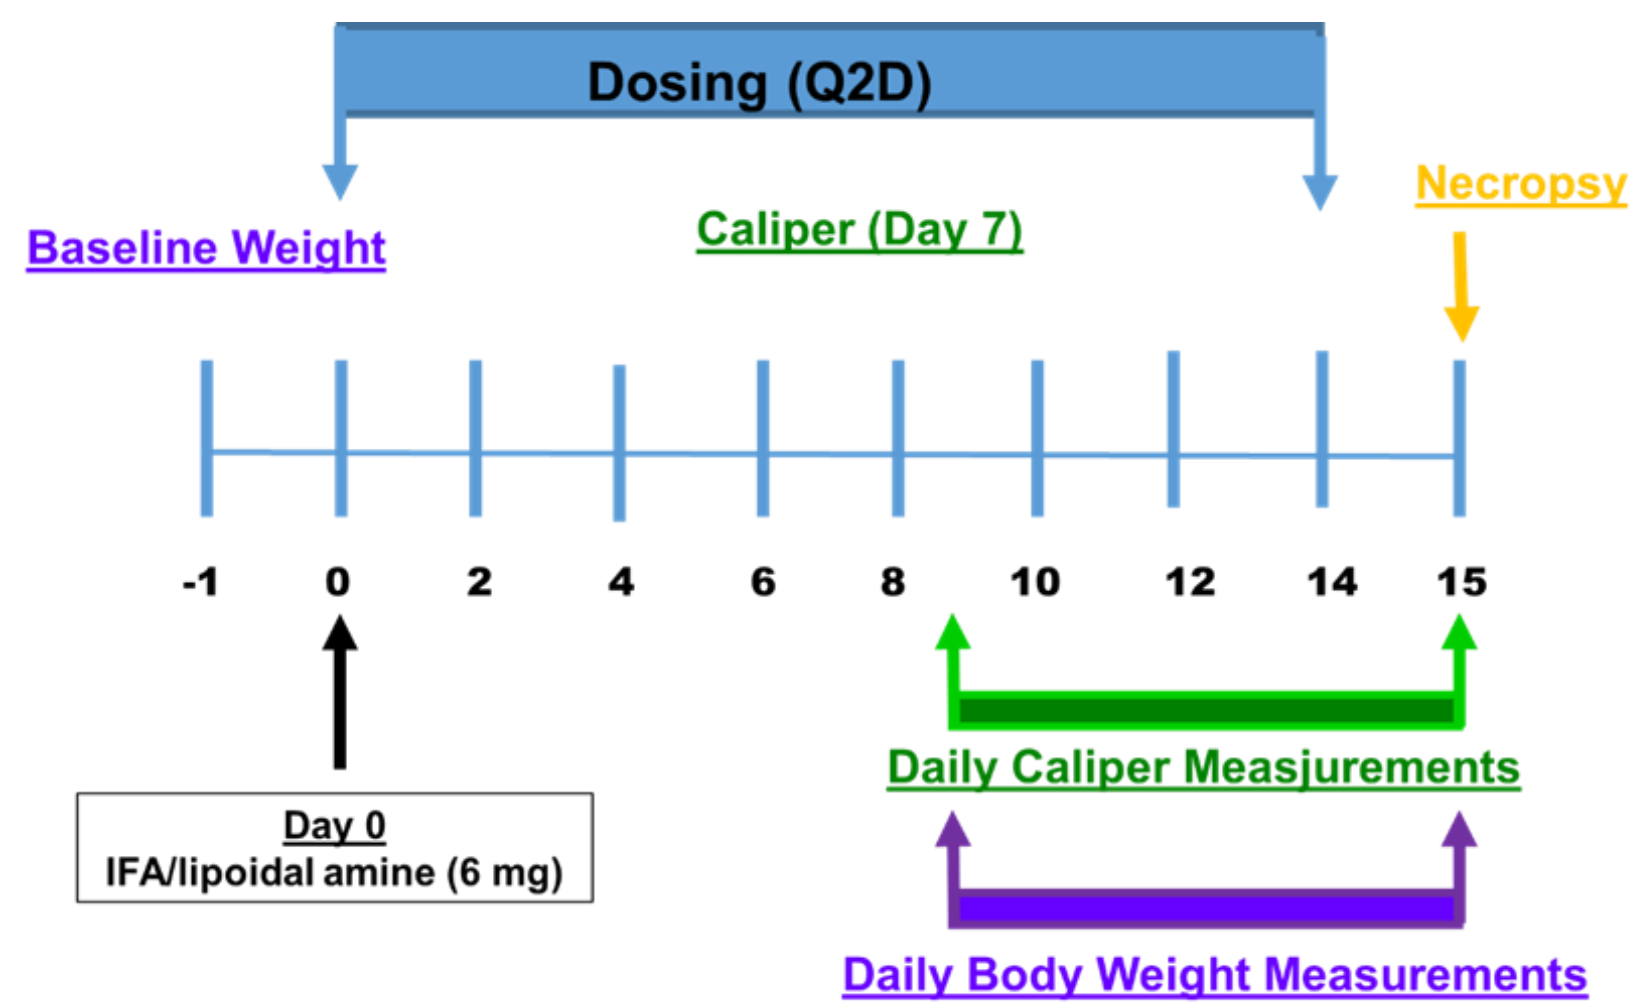 Dosing (Q2D)
Necropsy
Caliper (Day 7)
Baseline Weight
-1 0 2 4 6 8 10 12 14 15
Daily Caliper Measjurements
Day 0
IFA/lipoidal amine (6 mg)
Daily Body Weight Measurements